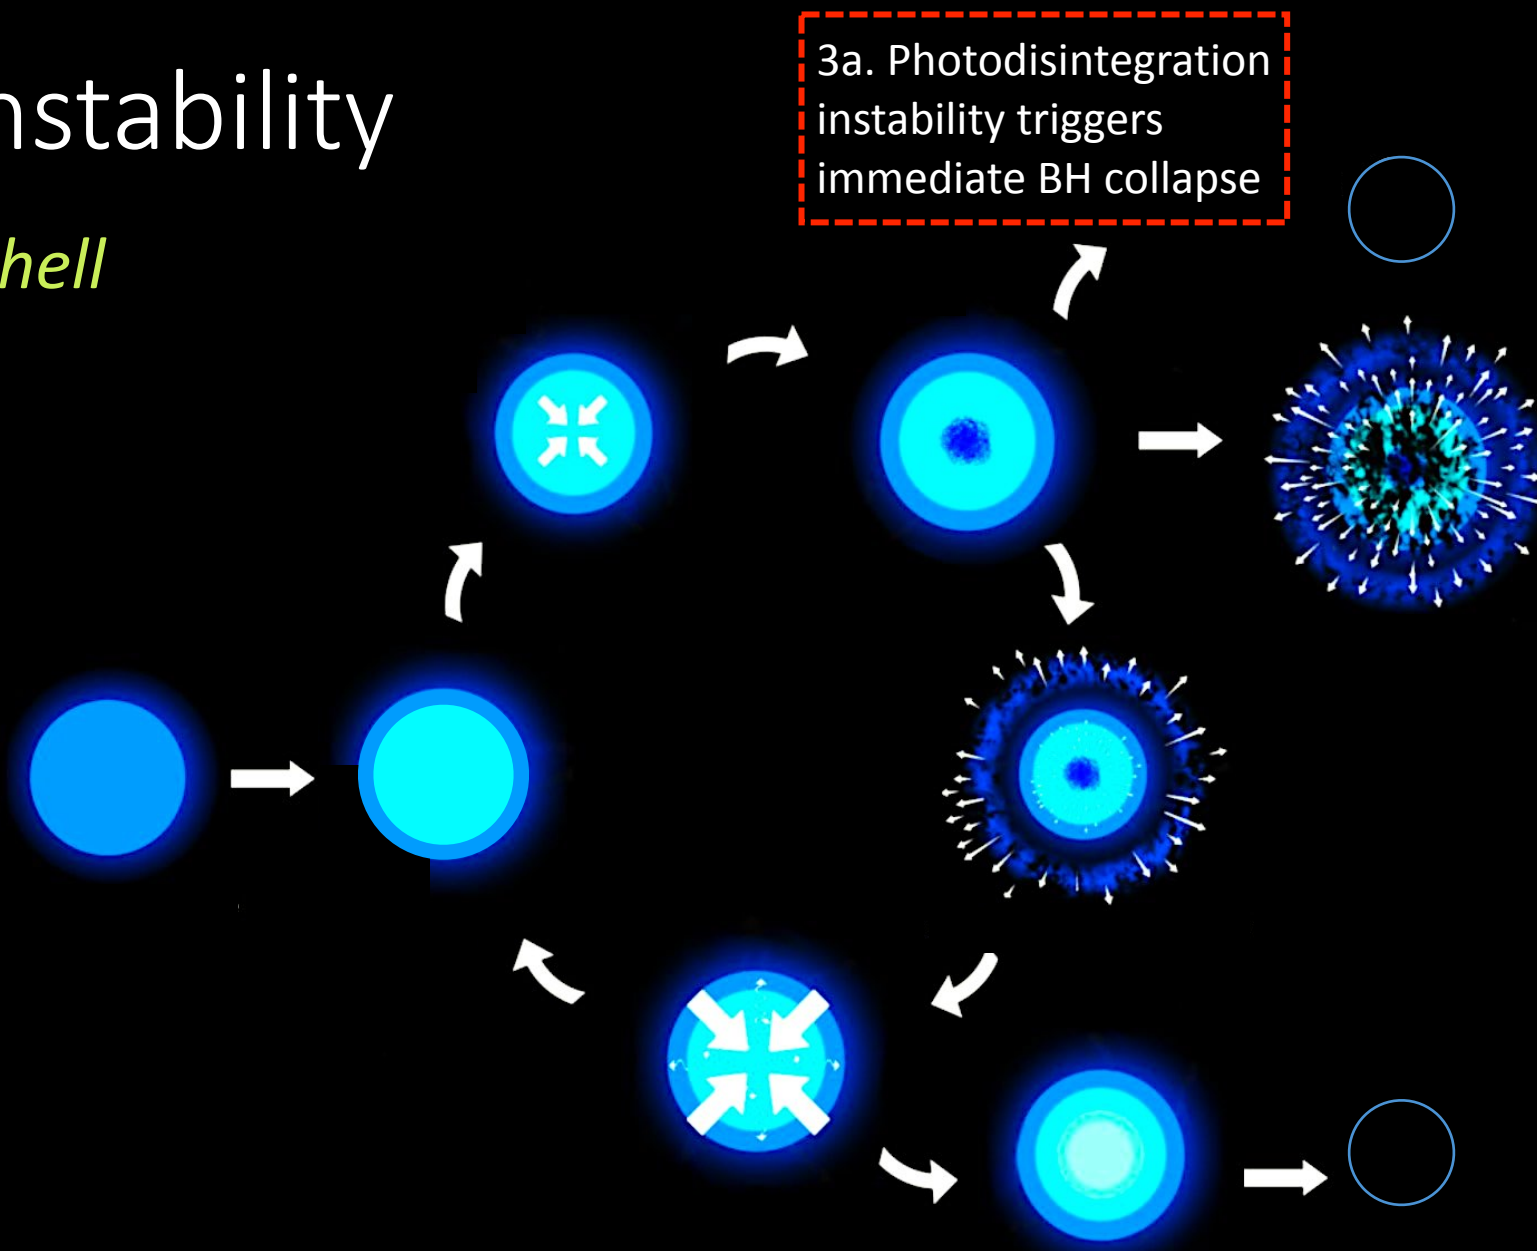 nstability
hell
3a. Photodisintegration
instability triggers
immediate BH collapse